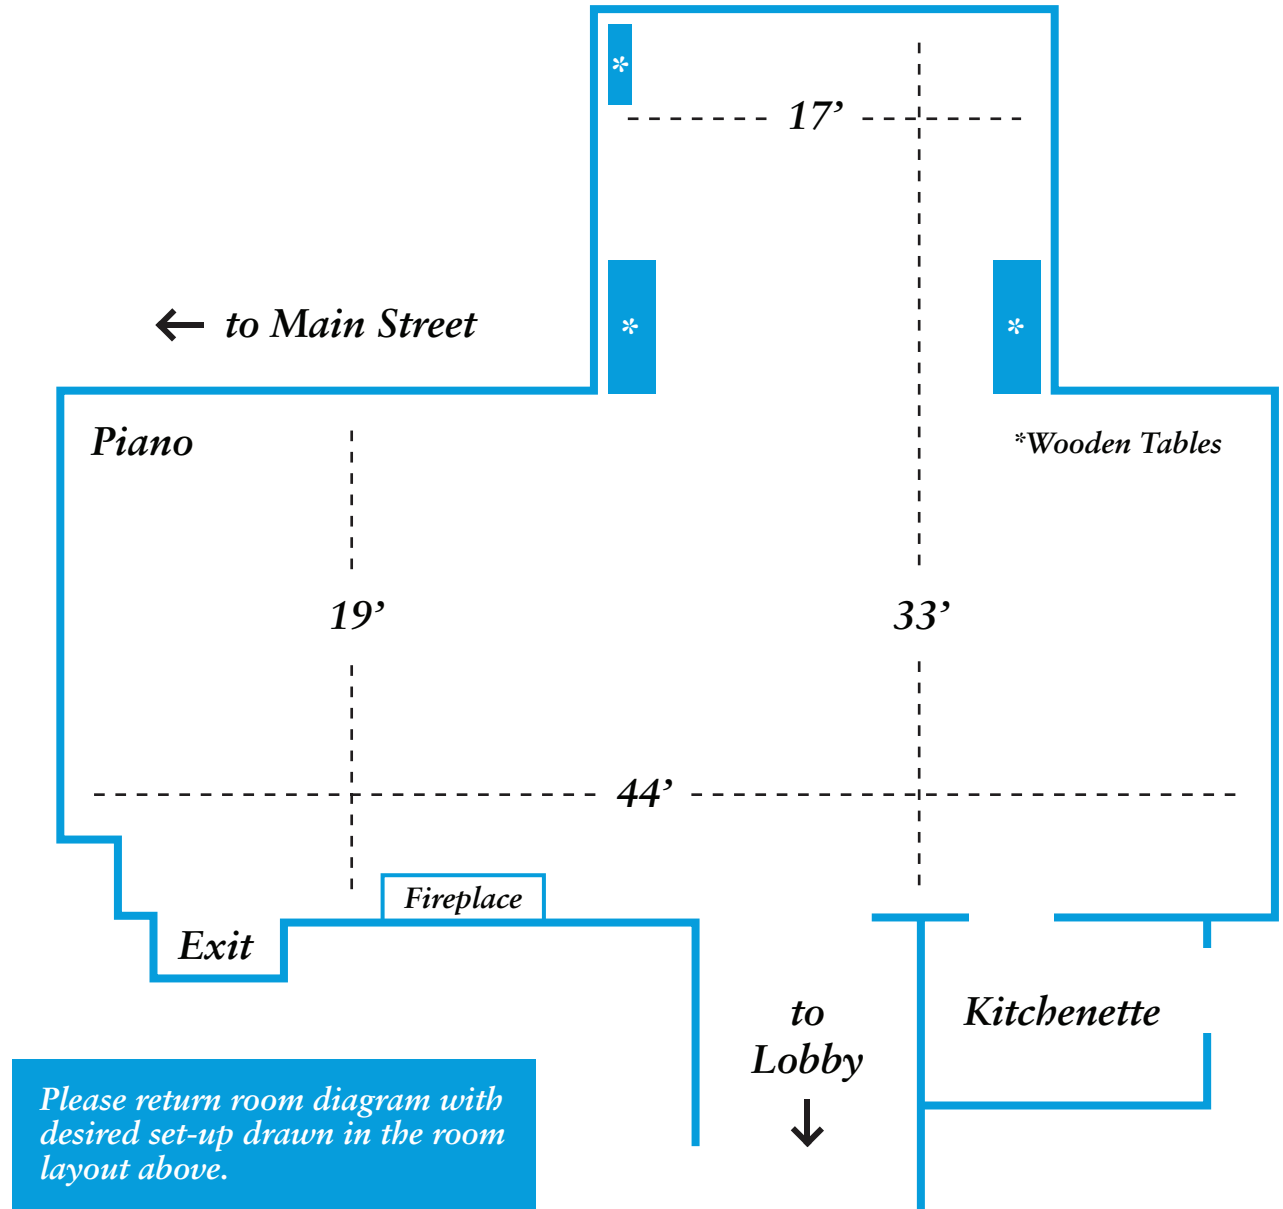 *
17’
← to Main Street
* *
Piano
*Wooden Tables
19’
33’
44’
Fireplace
Exit
to
Lobby
Kitchenette
Please return room diagram with
desired set-up drawn in the room
layout above.